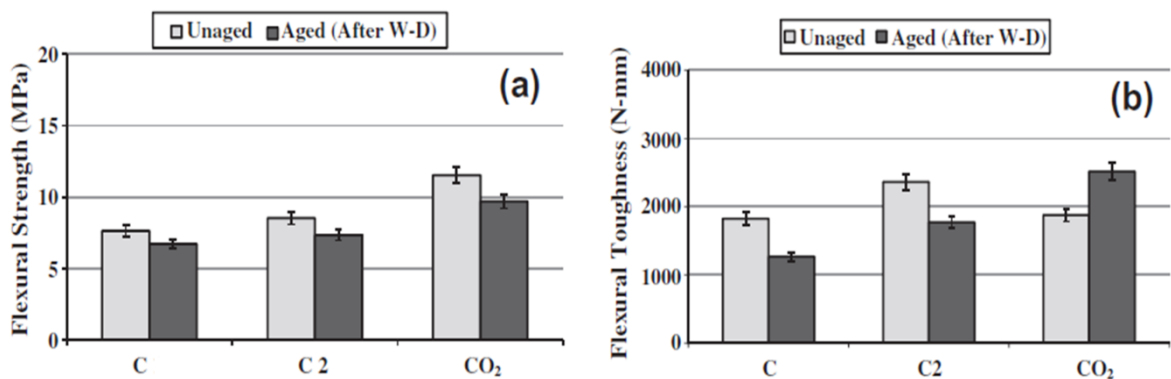 Unaged Aged (After W-D)
(a)
Flexural Strength (MPa)
20
15
10
5
0
C
C 2
CO₂
Unaged Aged (After W-D)
(b)
Flexural Toughness (N-mm)
4000
3000
2000
1000
0
C
C2
CO₂